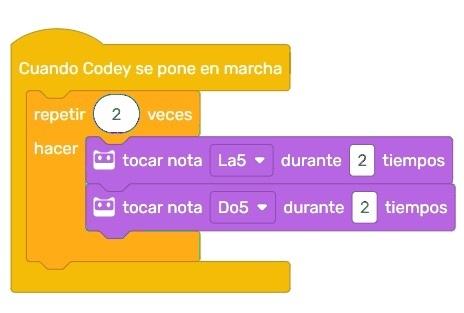 Cuando Codey se pone en marcha
repetir 2 veces
hacer
tocar nota La5 durante 2 tiempos
tocar nota Do5 durante 2 tiempos